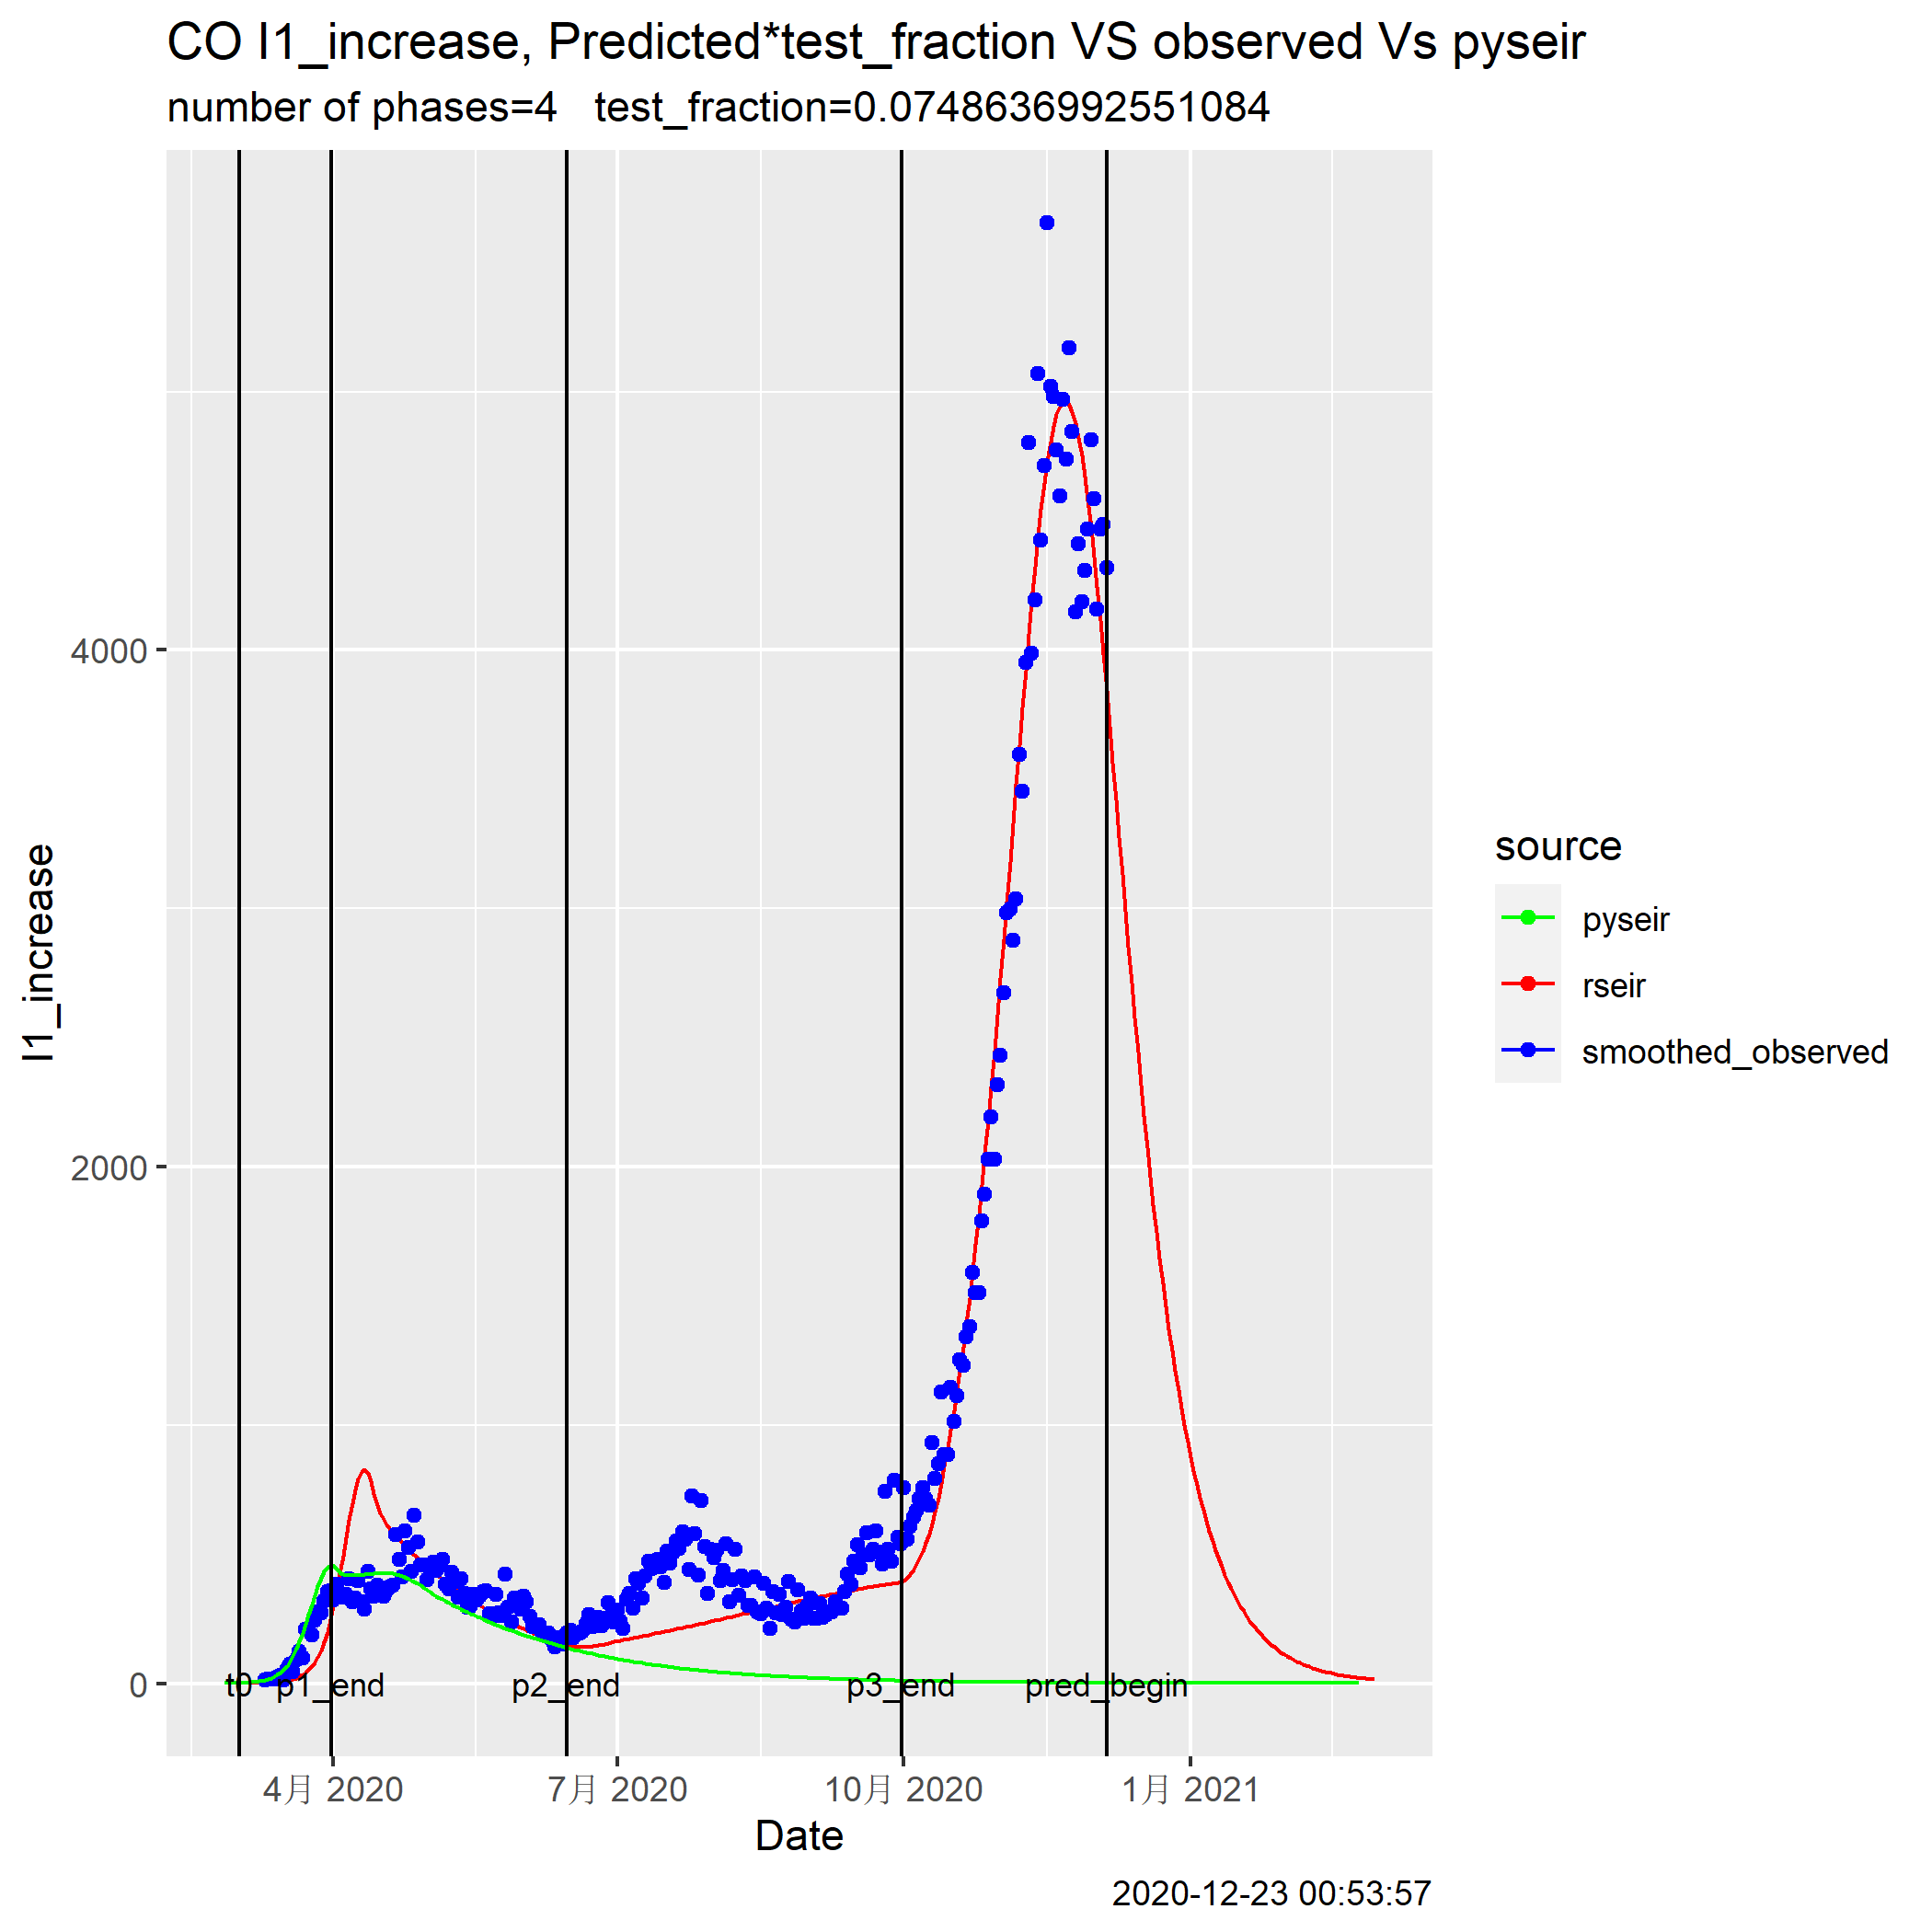 CO I1_increase, Predicted*test_fraction VS observed Vs pyseir
number of phases=4   test_fraction=0.0748636992551084
I1_increase
4000
2000
0
t0 p1_end p2_end p3_end pred_begin
4月 2020 7月 2020 10月 2020 1月 2021
Date
source
pyseir
rseir
smoothed_observed
2020-12-23 00:53:57